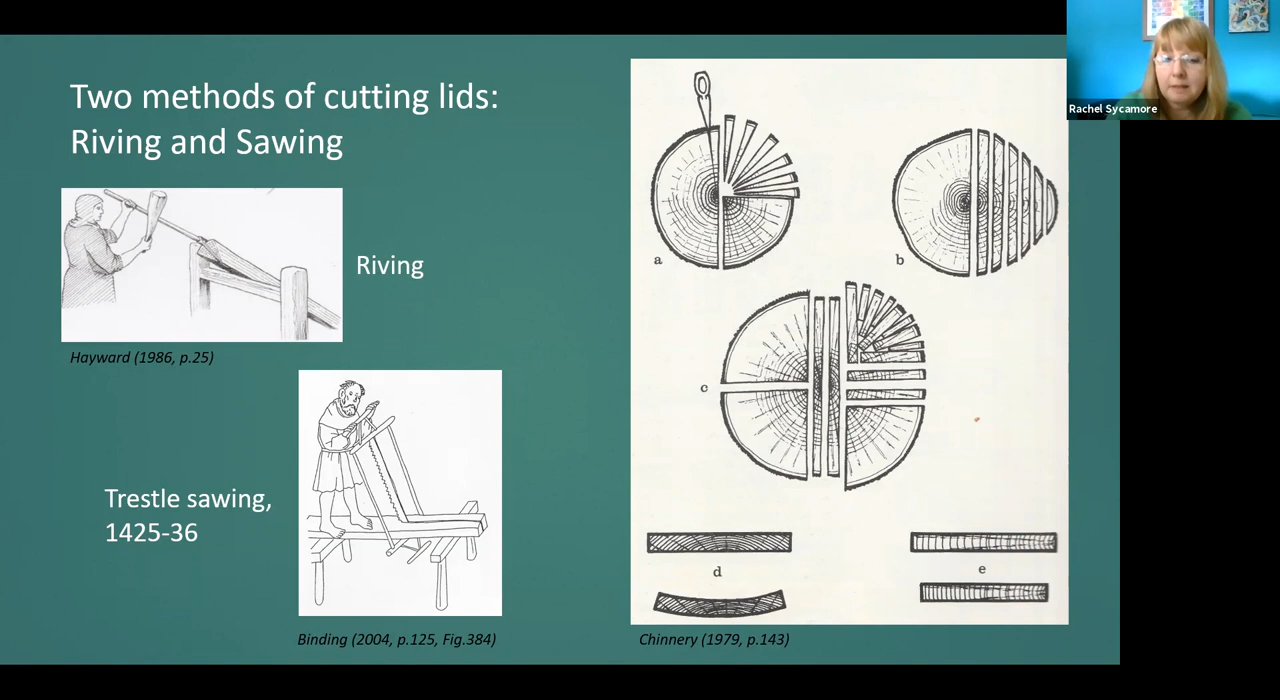 Two methods of cutting lids:
Riving and Sawing
Riving
Hayward (1986, p.25)
Trestle sawing,
1425-36
Binding (2004, p.125, Fig.384)
a
b
c
d
e
Chinnery (1979, p.143)
Rachel Sycamore